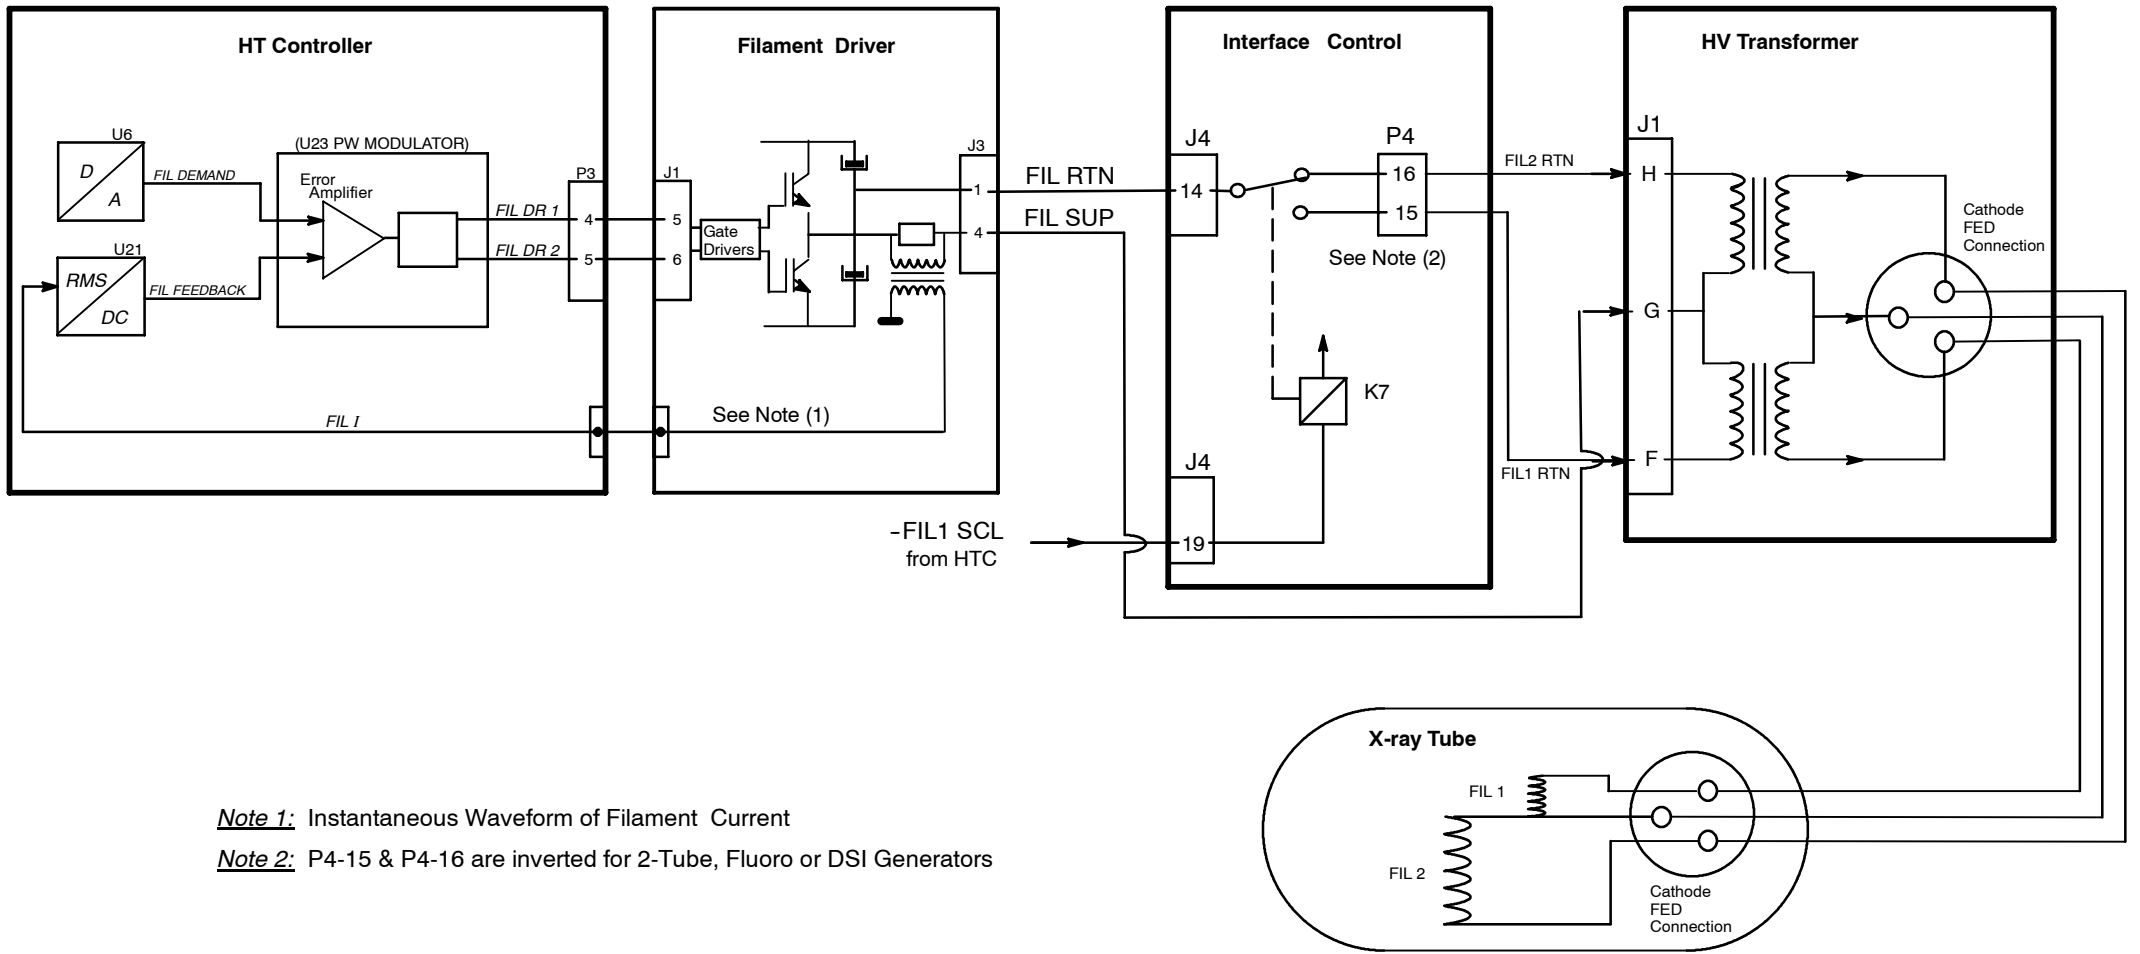 HT Controller
Filament Driver
Interface Control
HV Transformer
U6
D
A
FIL DEMAND
U21
RMS
DC
FIL FEEDBACK
(U23 PW MODULATOR)
Error
Amplifier
FIL DR 1
FIL DR 2
P3
4
5
FIL I
J1
5
6
Gate
Drivers
See Note (1)
J3
1
4
FIL RTN
FIL SUP
J4
14
P4
16
15
See Note (2)
K7
J4
19
--FIL1 SCL
from HTC
FIL2 RTN
FIL1 RTN
J1
H
G
F
Cathode
FED
Connection
X-ray Tube
FIL 1
FIL 2
Cathode
FED
Connection
Note 1: Instantaneous Waveform of Filament Current
Note 2: P4-15 & P4-16 are inverted for 2-Tube, Fluoro or DSI Generators